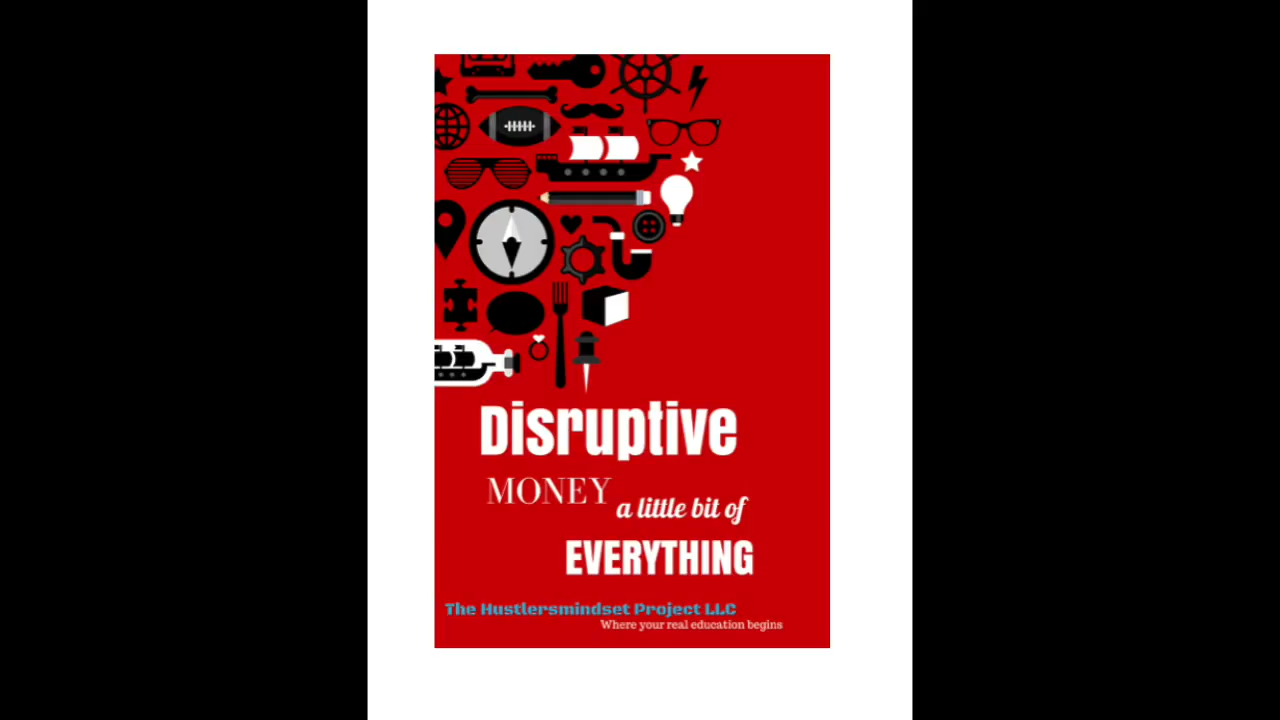 Disruptive
MONEY a little bit of
EVERYTHING
The Hustlersmindset Project LLC
Where your real education begins